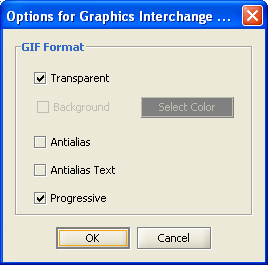 Options for Graphics Interchange ...
GIF Format
Transparent
Background
Select Color
Antialias
Antialias Text
Progressive
OK
Cancel